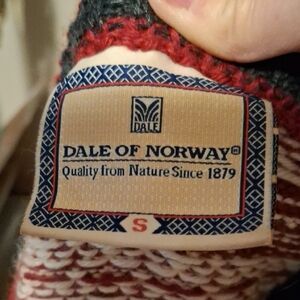 DALE
DALE OF NORWAY®
Quality from Nature Since 1879
S